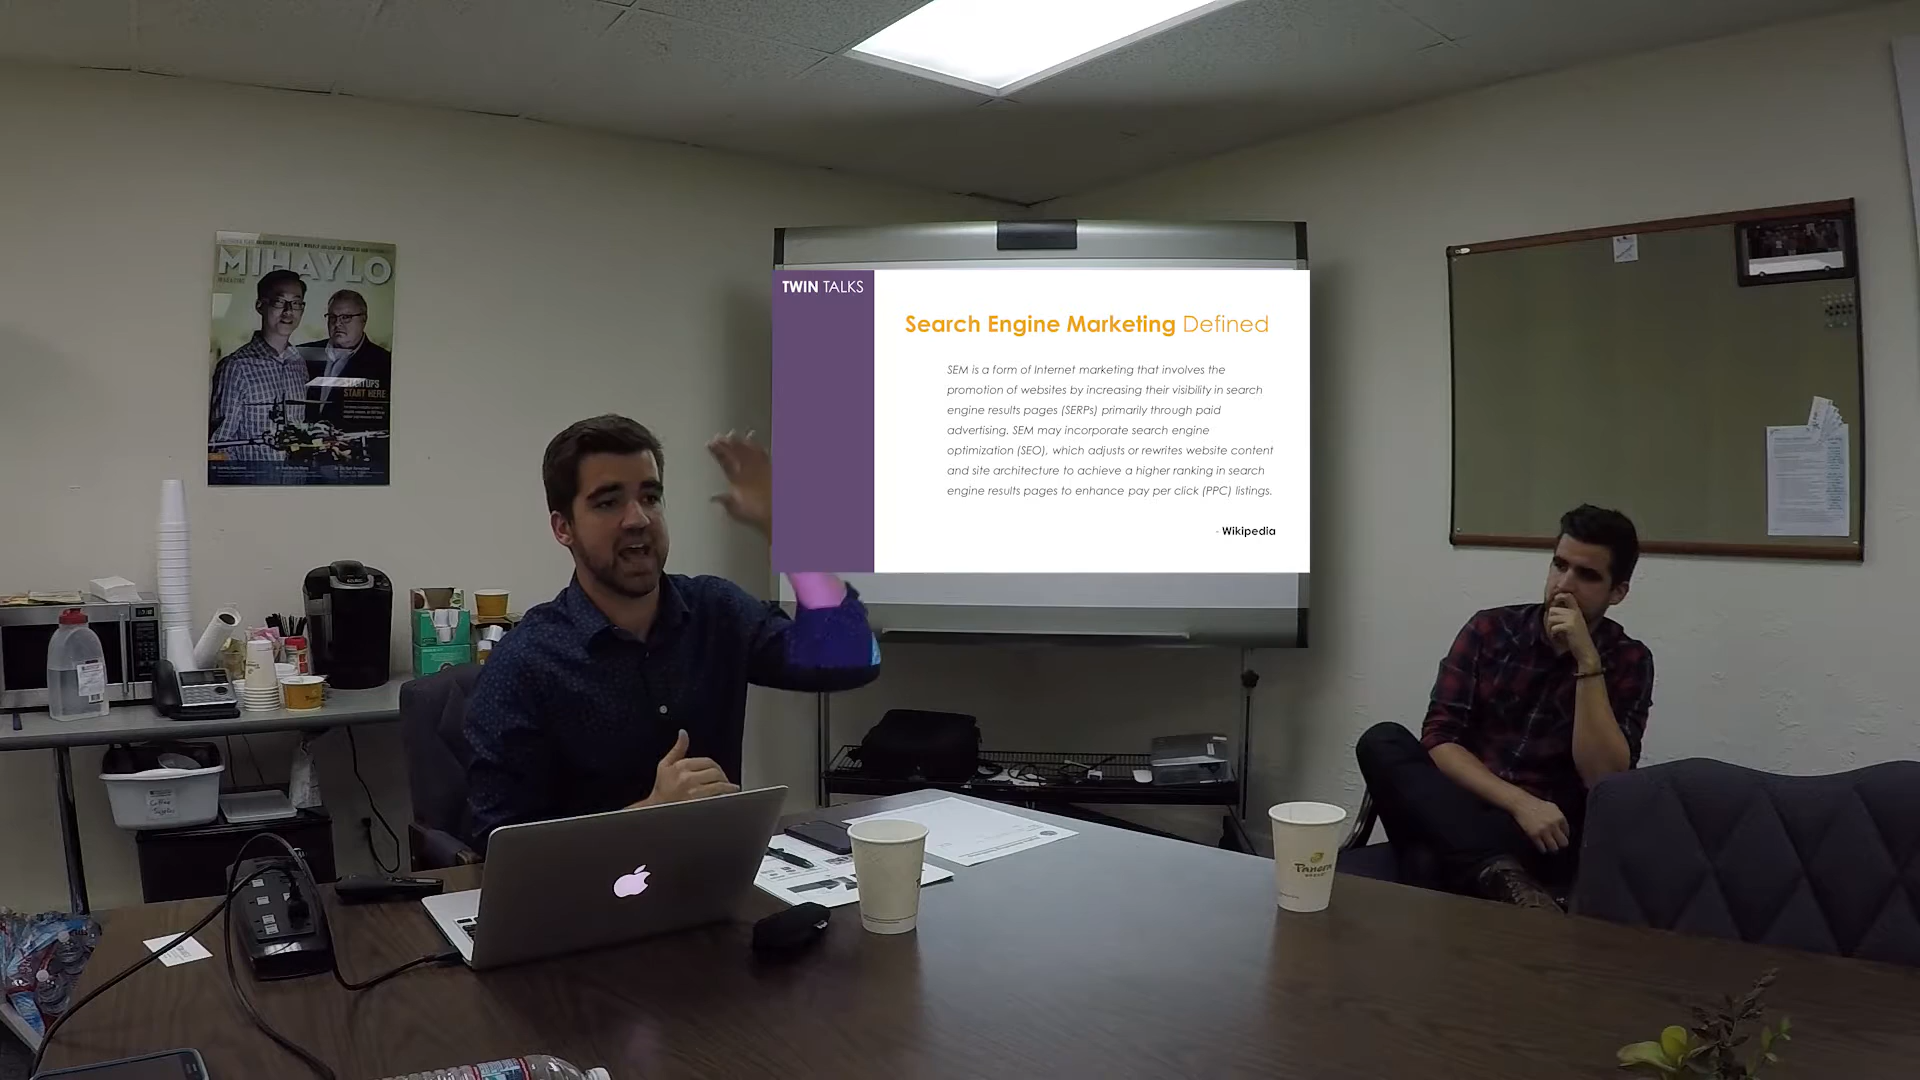 MIHAYLO
MAGAZINE
STARTUPS
START HERE
TWIN TALKS
Search Engine Marketing Defined
SEM is a form of Internet marketing that involves the
promotion of websites by increasing their visibility in search
engine results pages (SERPs) primarily through paid
advertising. SEM may incorporate search engine
optimization (SEO), which adjusts or rewrites website content
and site architecture to achieve a higher ranking in search
engine results pages to enhance pay per click (PPC) listings.
- Wikipedia
Panera